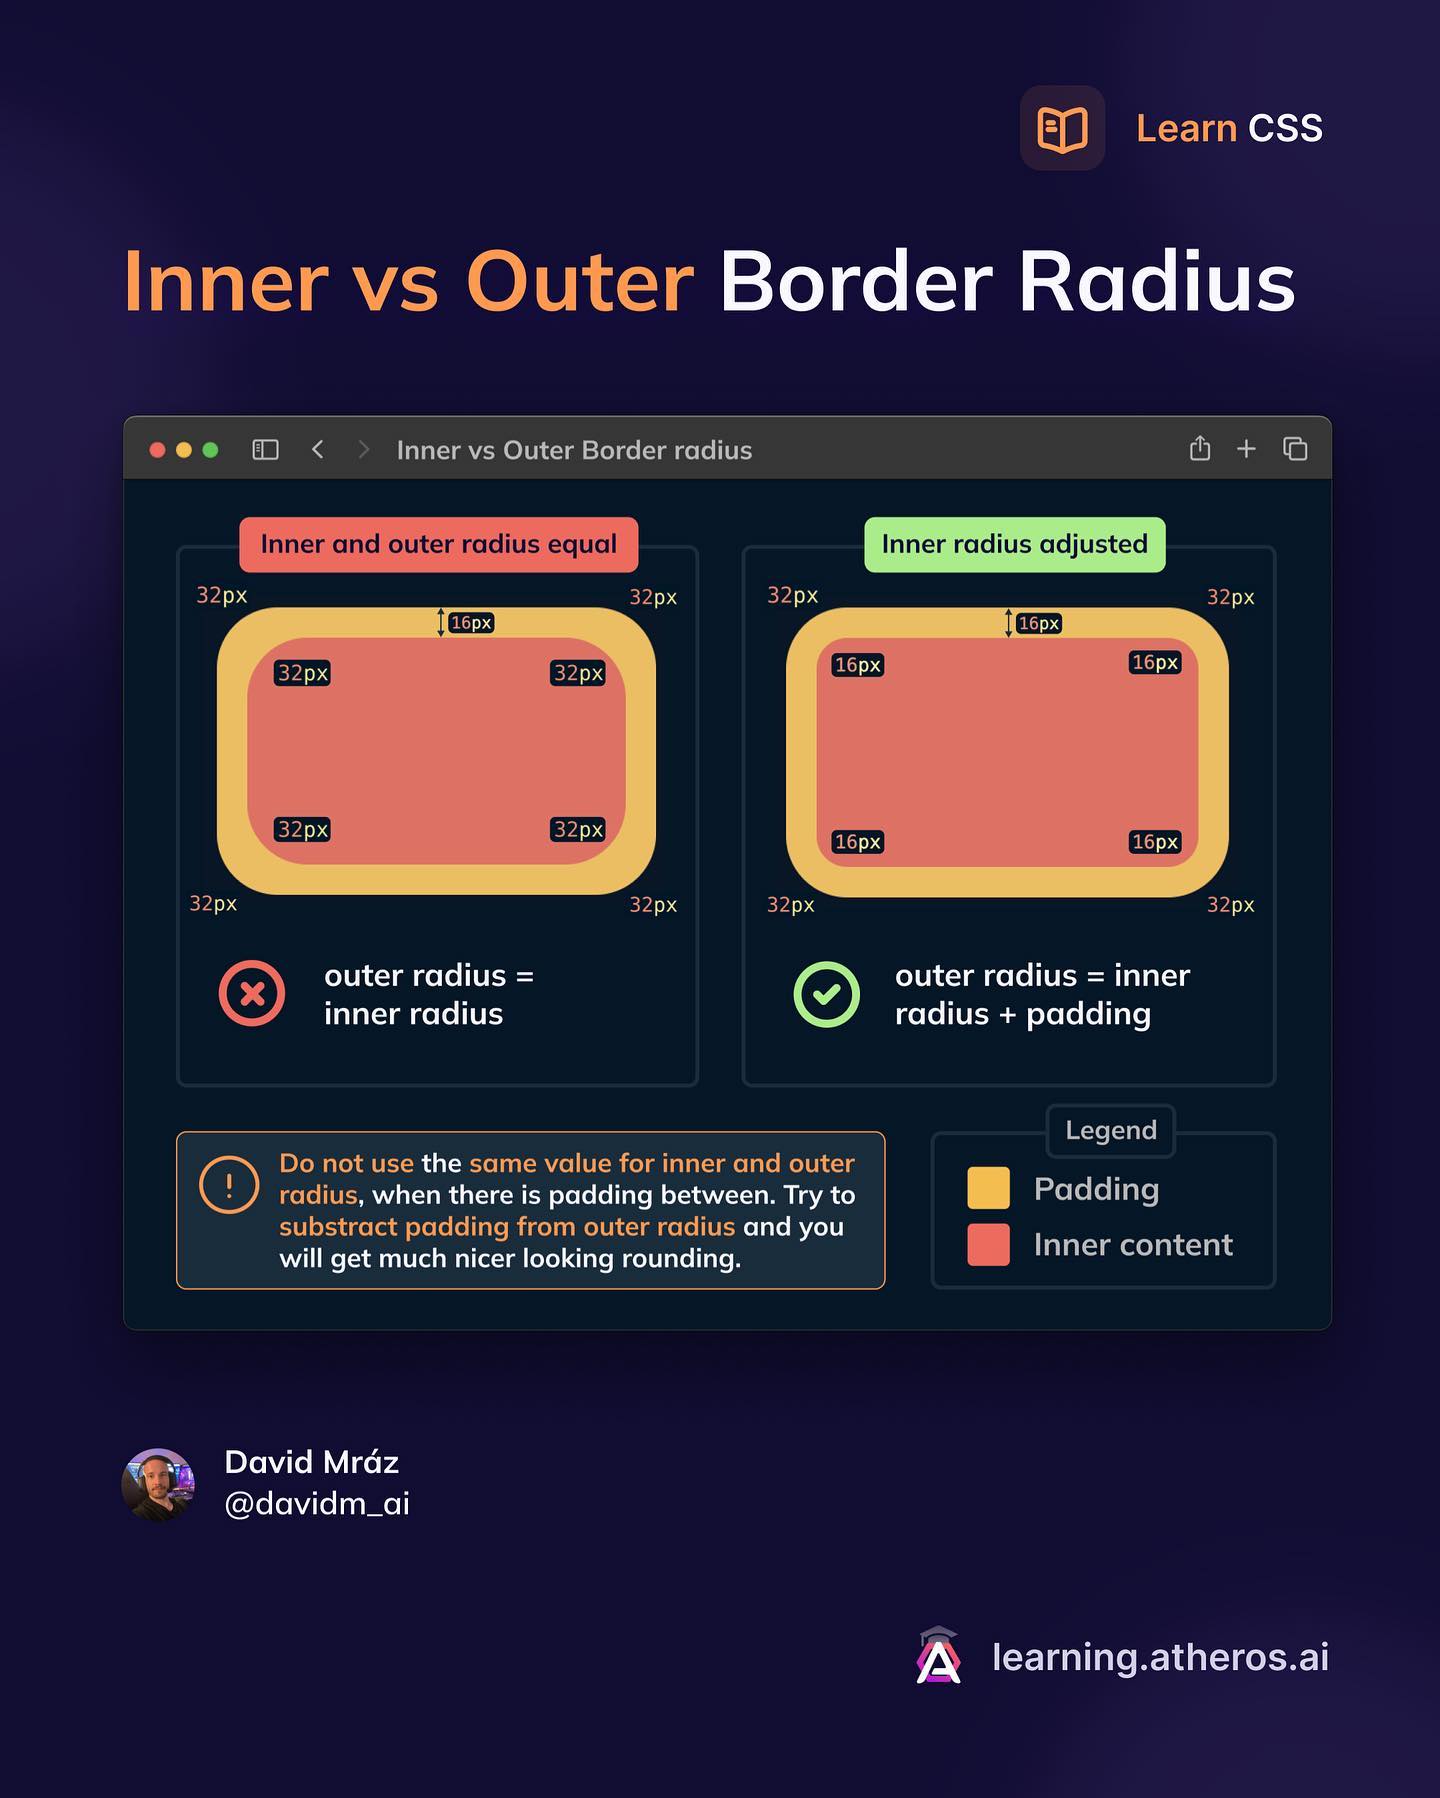 Learn CSS
Inner vs Outer Border Radius
Inner vs Outer Border radius
Inner and outer radius equal
32px
32px
16px
32px
32px
32px
32px
32px
32px
outer radius =
inner radius
Inner radius adjusted
32px
32px
16px
16px
16px
16px
16px
32px
32px
outer radius = inner
radius + padding
Do not use the same value for inner and outer
radius, when there is padding between. Try to
substract padding from outer radius and you
will get much nicer looking rounding.
Legend
Padding
Inner content
David Mráz
@davidm_ai
learning.atheros.ai